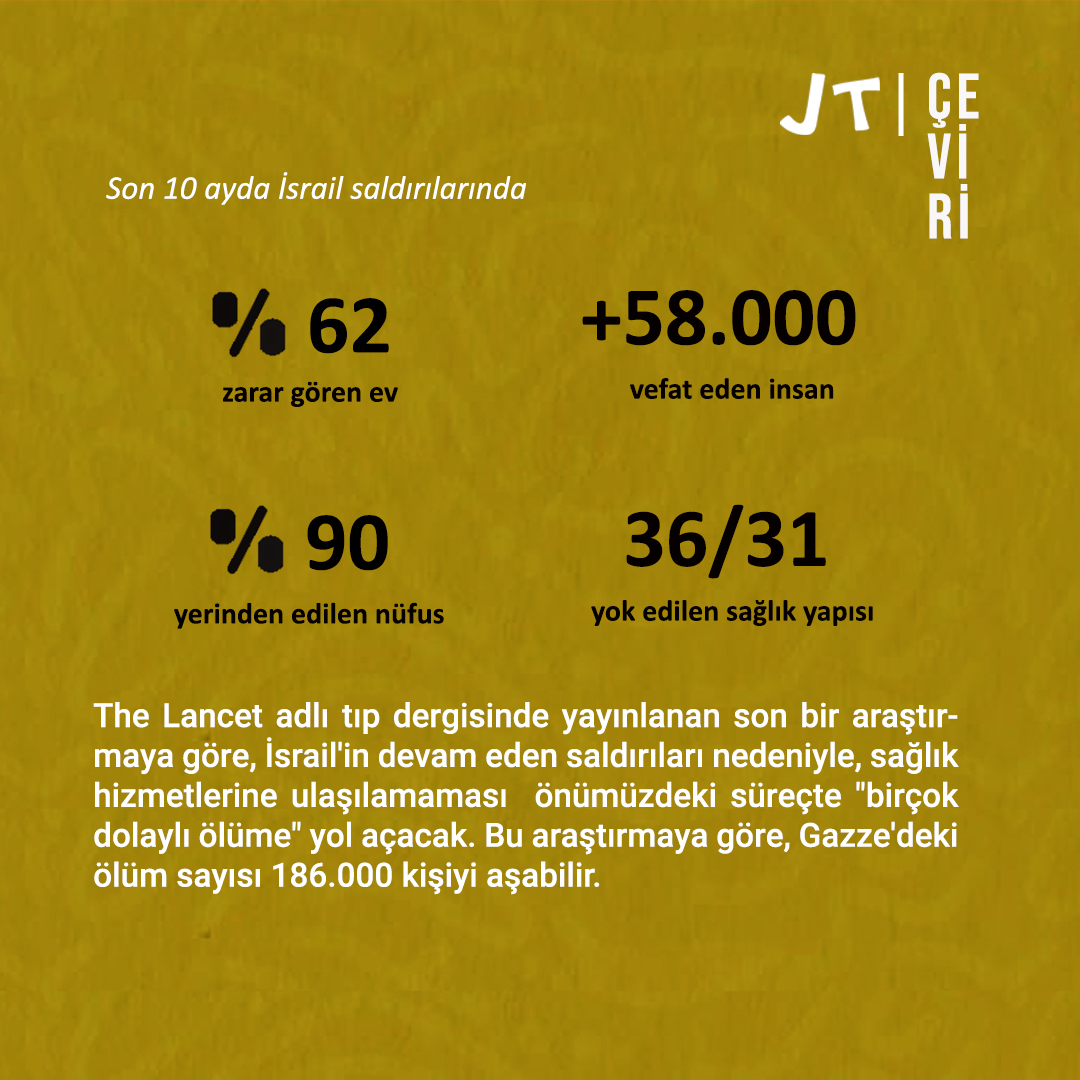 JT | ÇE
Vİ
Rİ
Son 10 ayda İsrail saldırılarında
% 62
zarar gören ev
+58.000
vefat eden insan
% 90
yerinden edilen nüfus
36/31
yok edilen sağlık yapısı
The Lancet adlı tıp dergisinde yayınlanan son bir araştır-
maya göre, İsrail'in devam eden saldırıları nedeniyle, sağlık
hizmetlerine ulaşılamaması önümüzdeki süreçte "birçok
dolaylı ölüme" yol açacak. Bu araştırmaya göre, Gazze'deki
ölüm sayısı 186.000 kişiyi aşabilir.